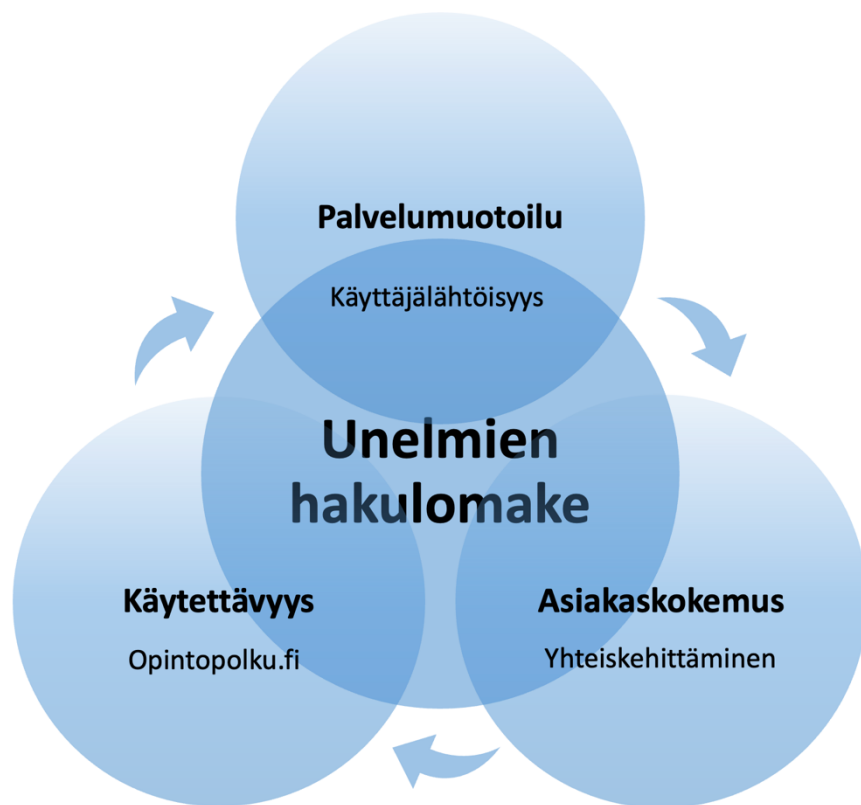 Palvelumuotoilu
Käyttäjälähtöisyys
Unelmien
hakulomake
Käytettävyys
Opintopolku.fi
Asiakaskokemus
Yhteiskehittäminen